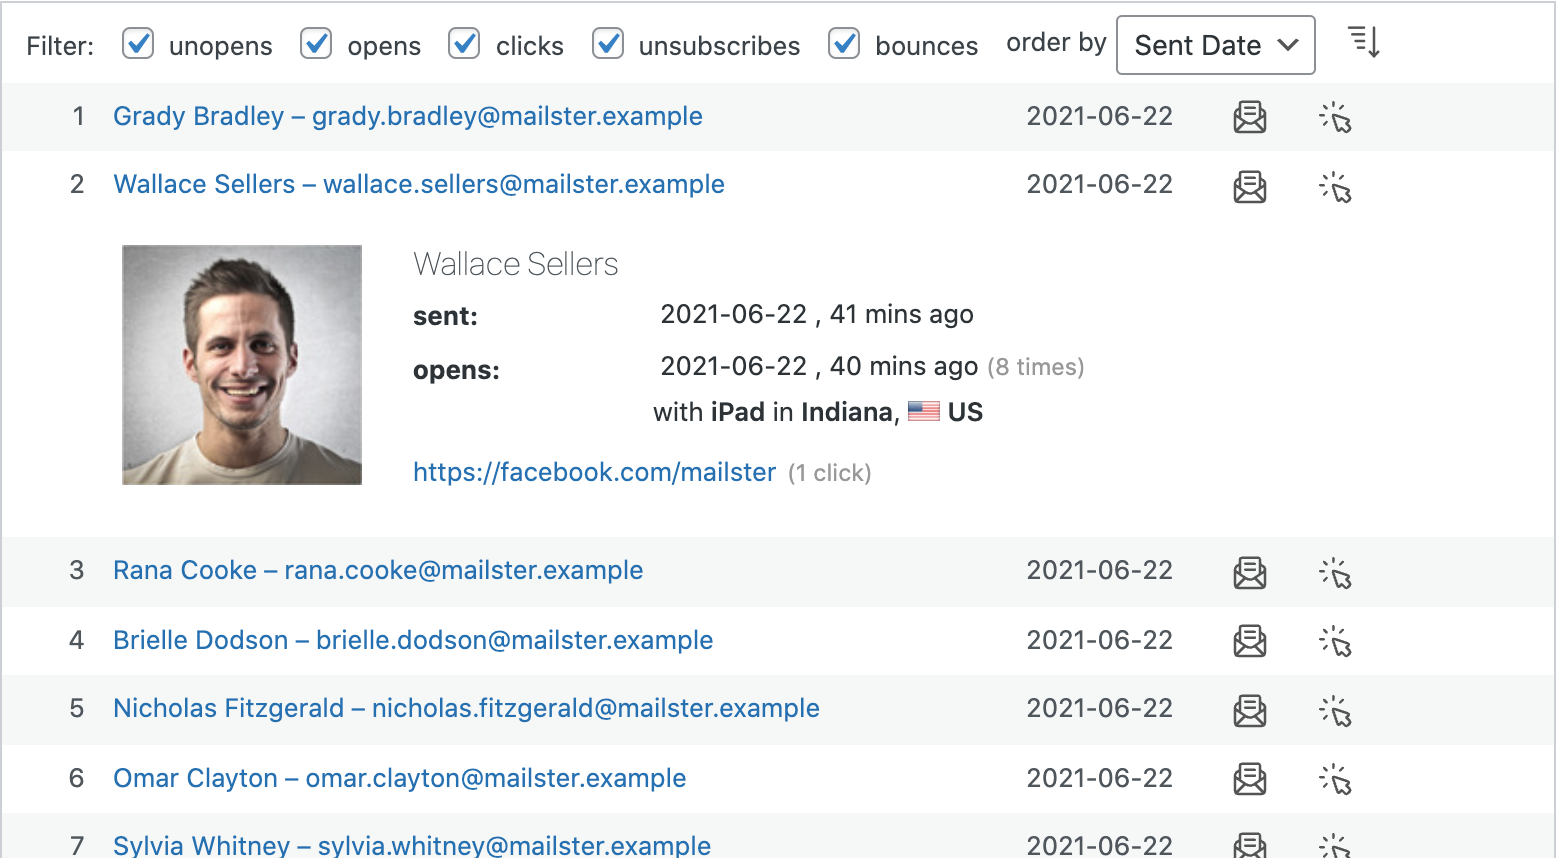 Filter: unopens opens clicks unsubscribes bounces order by Sent Date
1 Grady Bradley – grady.bradley@mailster.example 2021-06-22
2 Wallace Sellers – wallace.sellers@mailster.example 2021-06-22
Wallace Sellers
sent: 2021-06-22 , 41 mins ago
opens: 2021-06-22 , 40 mins ago (8 times)
with iPad in Indiana, US
https://facebook.com/mailster (1 click)
3 Rana Cooke – rana.cooke@mailster.example 2021-06-22
4 Brielle Dodson – brielle.dodson@mailster.example 2021-06-22
5 Nicholas Fitzgerald – nicholas.fitzgerald@mailster.example 2021-06-22
6 Omar Clayton – omar.clayton@mailster.example 2021-06-22
7 Sylvia Whitney – sylvia.whitney@mailster.example 2021-06-22